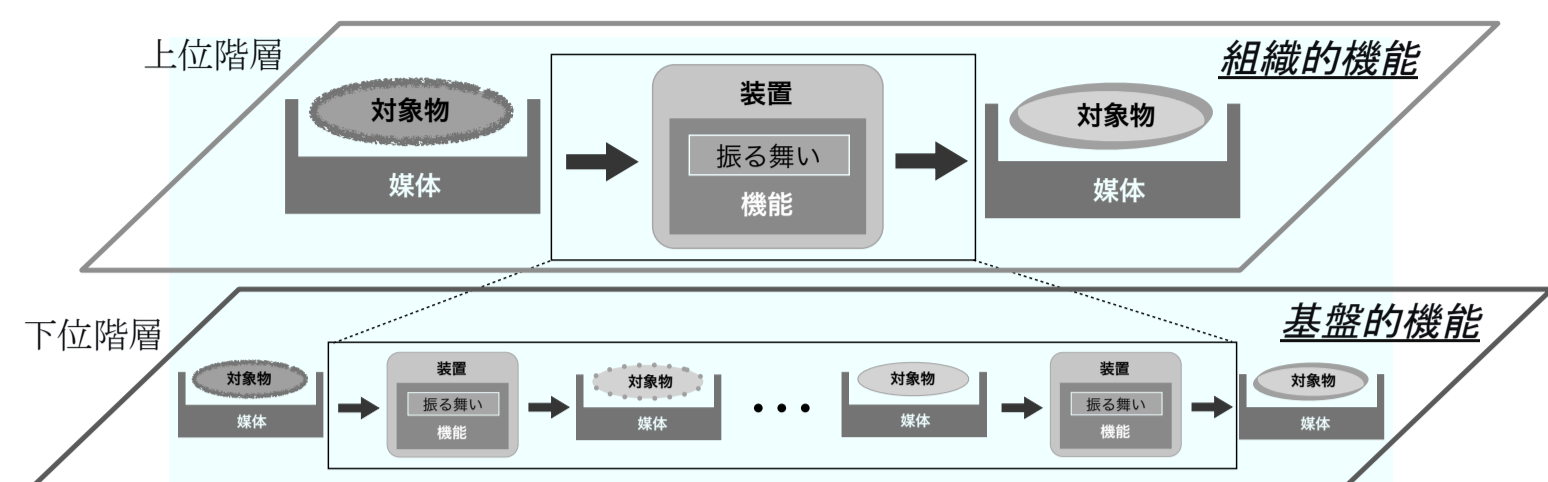 上位階層
組織的機能
対象物
媒体
装置
振る舞い
機能
対象物
媒体
下位階層
基盤的機能
対象物
媒体
装置
振る舞い
機能
対象物
媒体
• • •
対象物
媒体
装置
振る舞い
機能
対象物
媒体